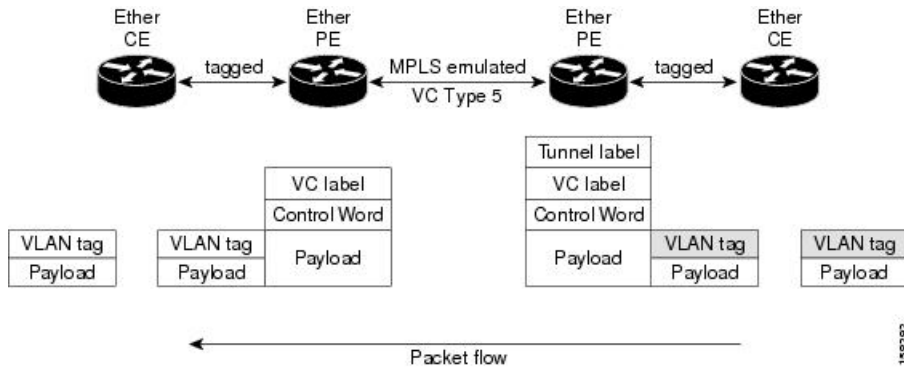 Ether CE
Ether PE
Ether PE
Ether CE
tagged
MPLS emulated
VC Type 5
tagged
Tunnel label
VC label
VC label
Control Word
Control Word
VLAN tag
VLAN tag
Payload
Payload
VLAN tag
VLAN tag
Payload
Payload
Payload
Payload
Packet flow